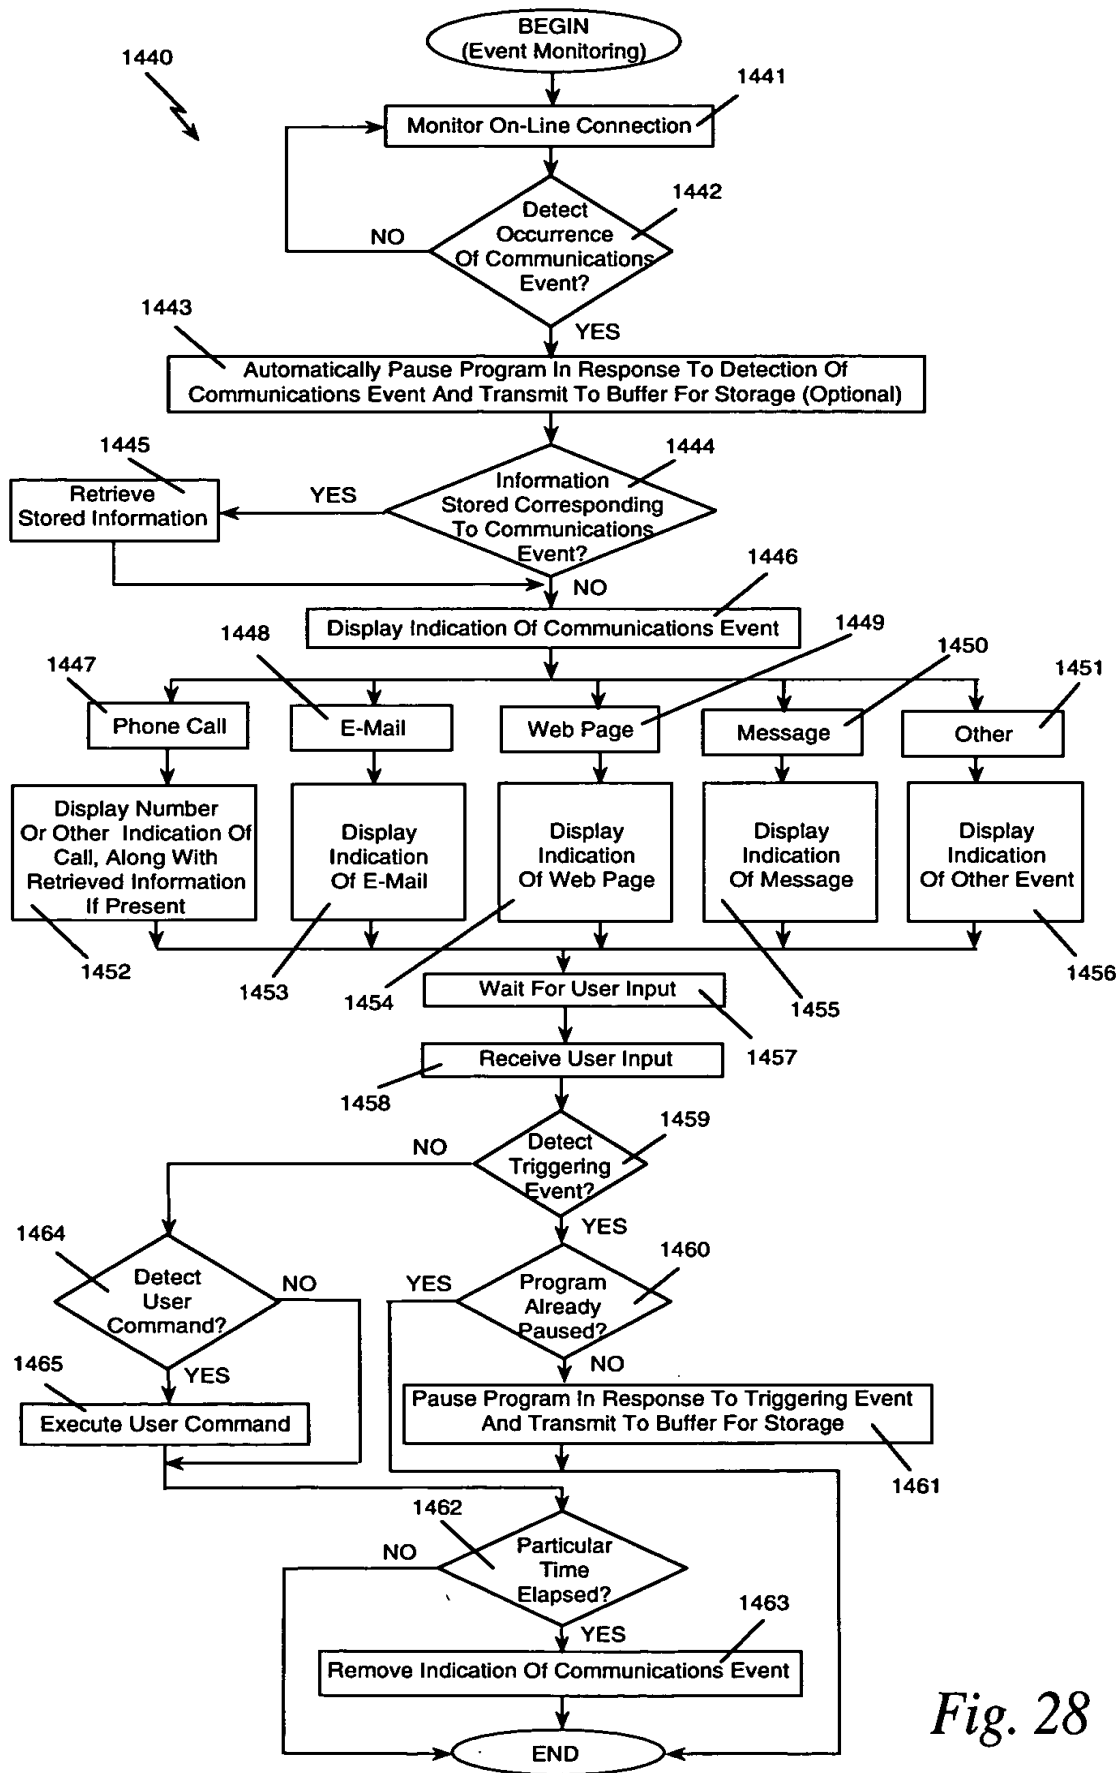 BEGIN
(Event Monitoring)
1440
1441
Monitor On-Line Connection
1442
Detect
Occurrence
Of Communications
Event?
NO
YES
1443
Automatically Pause Program In Response To Detection Of
Communications Event And Transmit To Buffer For Storage (Optional)
1445
1444
Retrieve
Stored Information
YES
Information
Stored Corresponding
To Communications
Event?
NO
1446
Display Indication Of Communications Event
1447
1448
1449
1450
1451
Phone Call
E-Mail
Web Page
Message
Other
Display Number
Or Other Indication Of
Call, Along With
Retrieved Information
If Present
Display
Indication
Of E-Mail
Display
Indication
Of Web Page
Display
Indication
Of Message
Display
Indication
Of Other Event
1452
1453
1454
1455
1456
Wait For User Input
1457
Receive User Input
1458
1459
Detect
Triggering
Event?
NO
YES
1464
Detect
User
Command?
NO
YES
1460
Program
Already
Paused?
YES
NO
1465
Execute User Command
Pause Program In Response To Triggering Event
And Transmit To Buffer For Storage
1461
1462
Particular
Time
Elapsed?
NO
YES
1463
Remove Indication Of Communications Event
END
Fig. 28